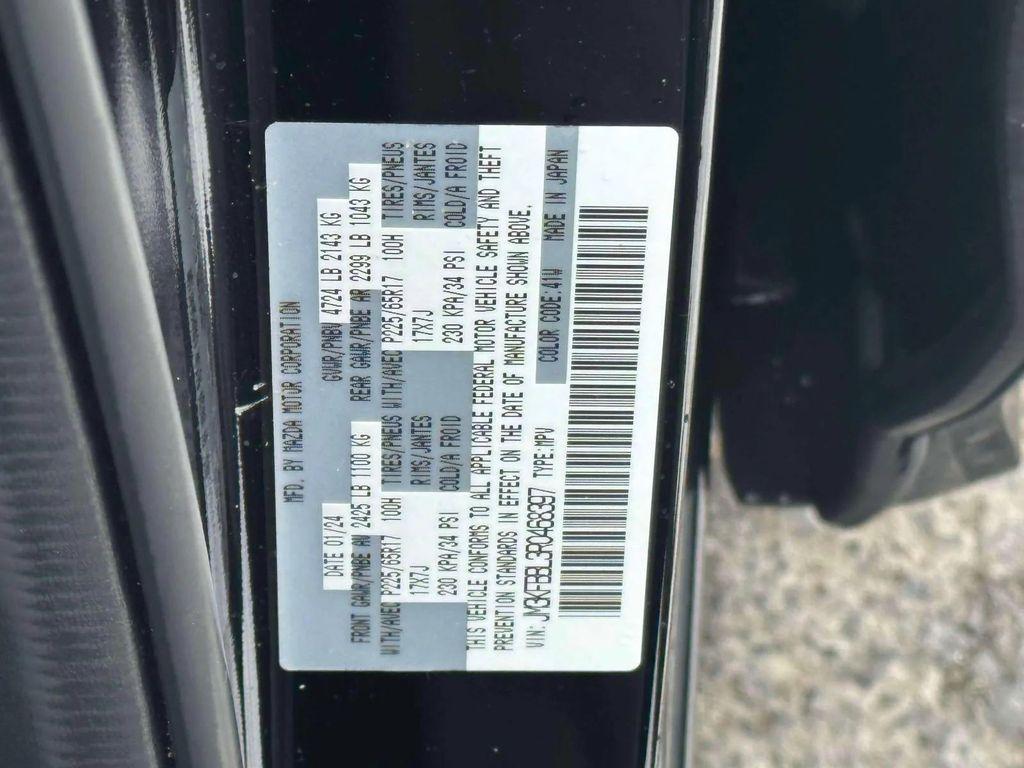 MFD. BY MAZDA MOTOR CORPORATION
DATE 01/24 GVWR/PNBV 4724 LB 2143 KG
FRONT GAWR/PNBE AV 2425 LB 1100 KG REAR GAWR/PNBE AR 2299 LB 1043 KG
WITH/AVEC P225/65R17 100H TIRES/PNEUS WITH/AVEC P225/65R17 100H TIRES/PNEUS
17X7J RIMS/JANTES 17X7J RIMS/JANTES
230 KPA/34 PSI COLD/A FROID 230 KPA/34 PSI COLD/A FROID
THIS VEHICLE CONFORMS TO ALL APPLICABLE FEDERAL MOTOR VEHICLE SAFETY AND THEFT
PREVENTION STANDARDS IN EFFECT ON THE DATE OF MANUFACTURE SHOWN ABOVE.
VIN: JM3KFBBL3R0468397 TYPE:MPV COLOR CODE:41W MADE IN JAPAN